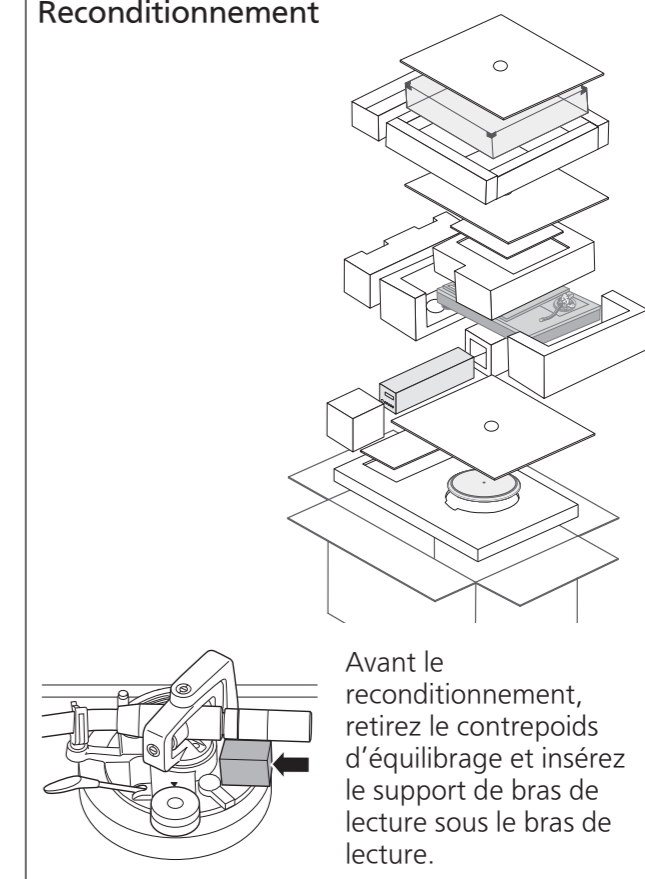 Reconditionnement
Avant le
reconditionnement,
retirez le contrepoids
d’équilibrage et insérez
le support de bras de
lecture sous le bras de
lecture.